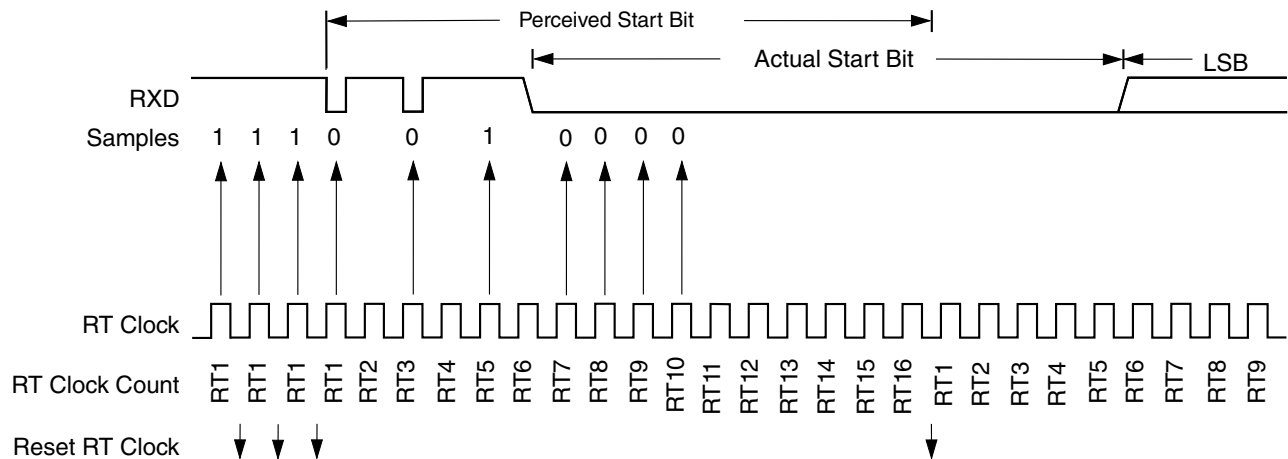 Perceived Start Bit
Actual Start Bit
LSB
RXD
Samples 1 1 1 0 0 1 0 0 0 0
RT Clock
RT Clock Count RT1 RT1 RT1 RT1 RT2 RT3 RT4 RT5 RT6 RT7 RT8 RT9 RT10 RT11 RT12 RT13 RT14 RT15 RT16 RT1 RT2 RT3 RT4 RT5 RT6 RT7 RT8 RT9
Reset RT Clock